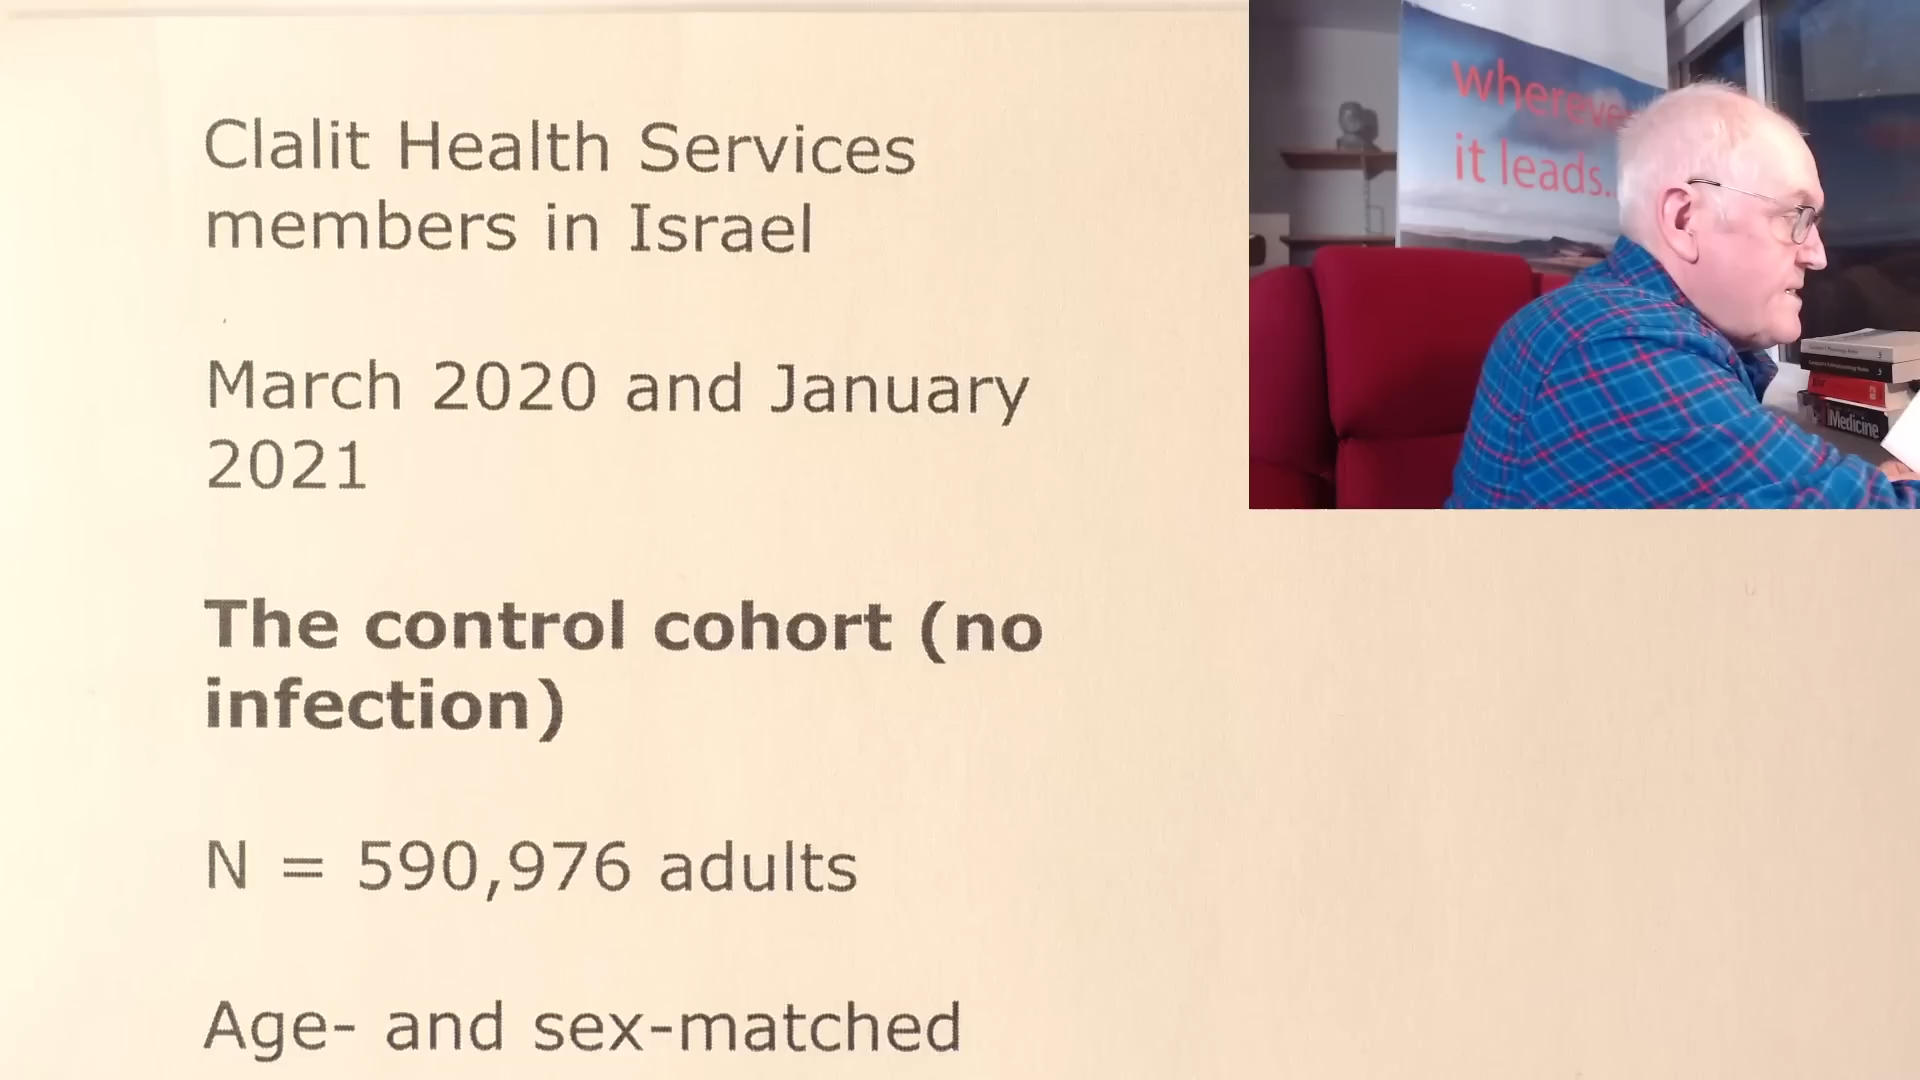 Clalit Health Services
members in Israel
March 2020 and January
2021
The control cohort (no
infection)
N = 590,976 adults
Age- and sex-matched
it leads..
Medicine